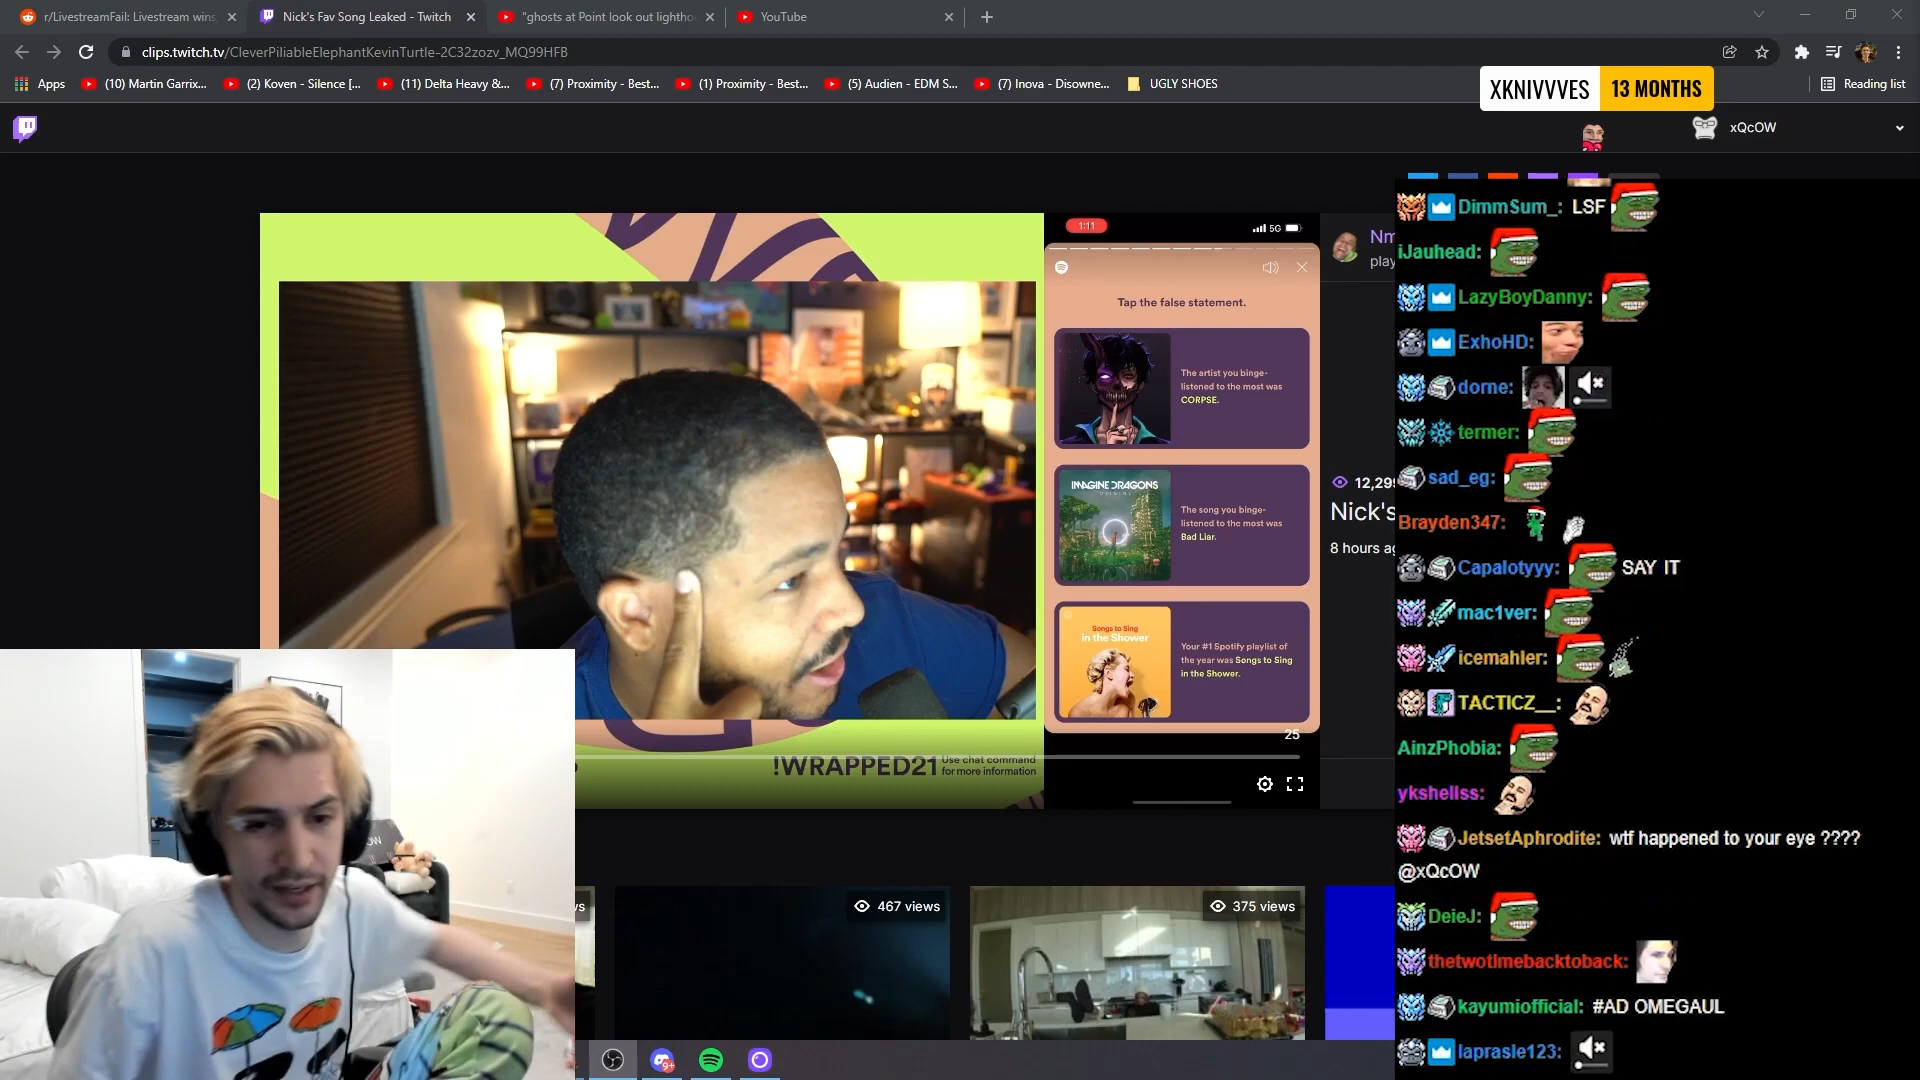 r/LivestreamFail: Livestream wins,
Nick's Fav Song Leaked - Twitch
"ghosts at Point look out lightho
YouTube
clips.twitch.tv/CleverPiliableElephantKevinTurtle-2C32zozv_MQ99HFB
Apps
(10) Martin Garrix...
(2) Koven - Silence [...
(11) Delta Heavy &...
(7) Proximity - Best...
(1) Proximity - Best...
(5) Audien - EDM S...
(7) Inova - Disowne...
UGLY SHOES
XKNIVVVES 13 MONTHS
Reading list
xQcOW
1:11
5G
Tap the false statement.
The artist you binge-
listened to the most was
CORPSE.
IMAGINE DRAGONS
ORIGINS
The song you binge-
listened to the most was
Bad Liar.
Songs to Sing
in the Shower
Your #1 Spotify playlist of
the year was Songs to Sing
in the Shower.
25
!WRAPPED21 Use chat command
for more information
Nm
play
12,299
Nick's
8 hours ag
467 views
375 views
9+
DimmSum_: LSF
iJauhead:
LazyBoyDanny:
ExhoHD:
dorne:
termer:
sad_eg:
Brayden347:
Capalotyyy: SAY IT
mac1ver:
icemahler:
TACTICZ__:
AinzPhobia:
ykshellss:
JetsetAphrodite: wtf happened to your eye ????
@xQcOW
DeieJ:
thetwotImebacktoback:
kayumiofficial: #AD OMEGAUL
laprasle123: